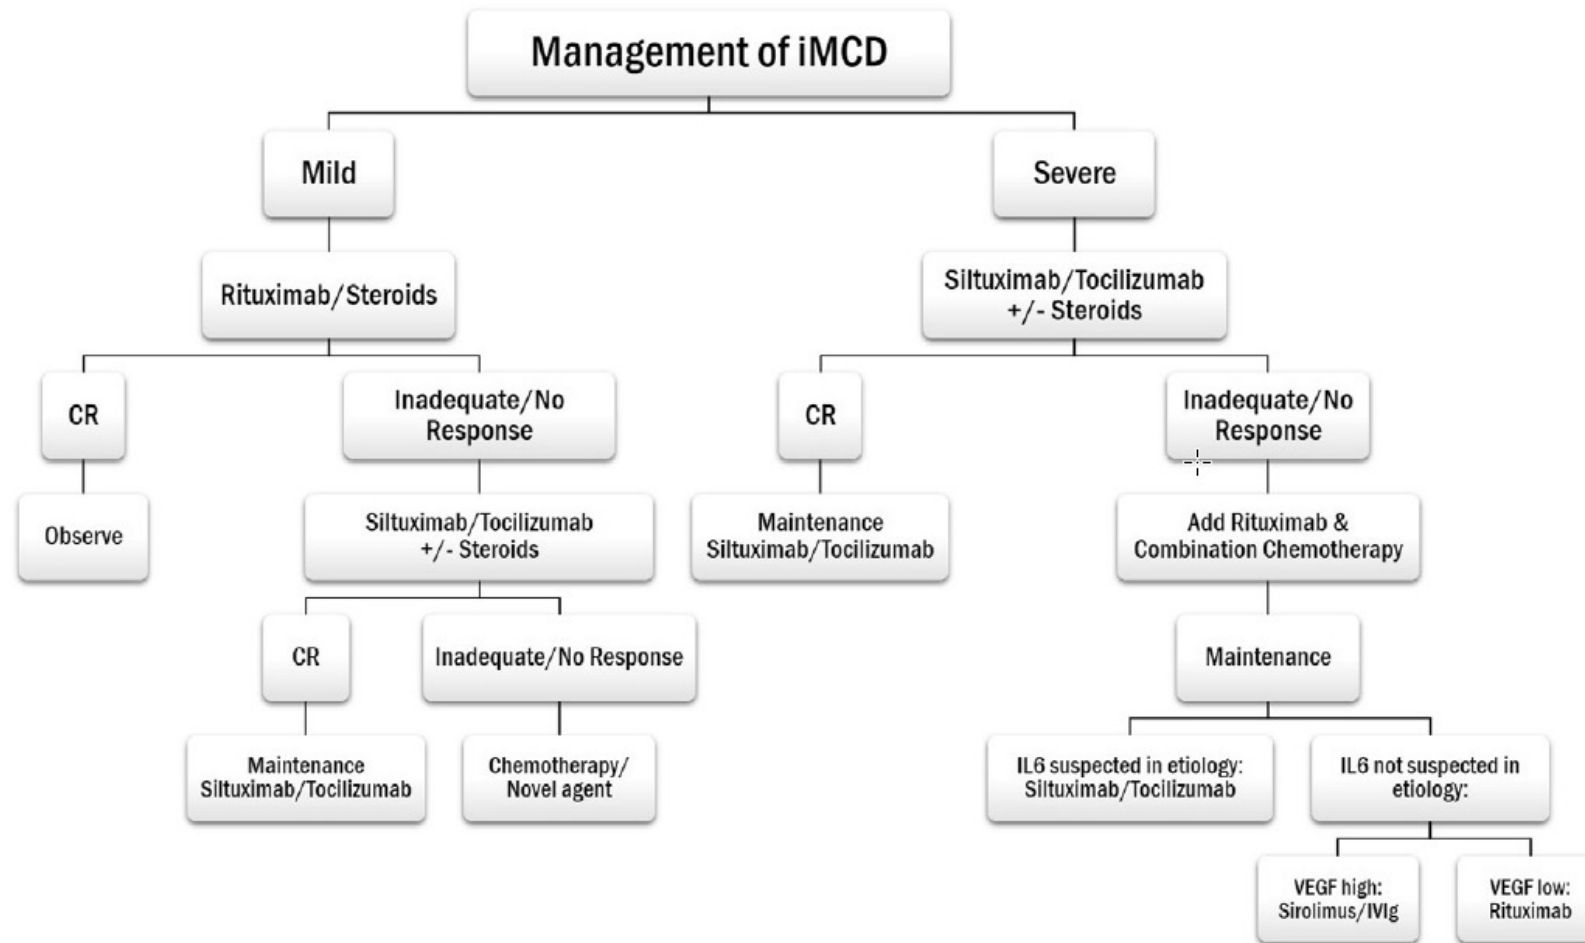 Management of iMCD
Mild
Severe
Rituximab/Steroids
Siltuximab/Tocilizumab
+/- Steroids
CR
Inadequate/No
Response
CR
Inadequate/No
Response
Observe
Siltuximab/Tocilizumab
+/- Steroids
Maintenance
Siltuximab/Tocilizumab
Add Rituximab &
Combination Chemotherapy
CR
Inadequate/No Response
Maintenance
Maintenance
Siltuximab/Tocilizumab
Chemotherapy/
Novel agent
IL6 suspected in etiology:
Siltuximab/Tocilizumab
IL6 not suspected in
etiology:
VEGF high:
Sirolimus/IVIg
VEGF low:
Rituximab